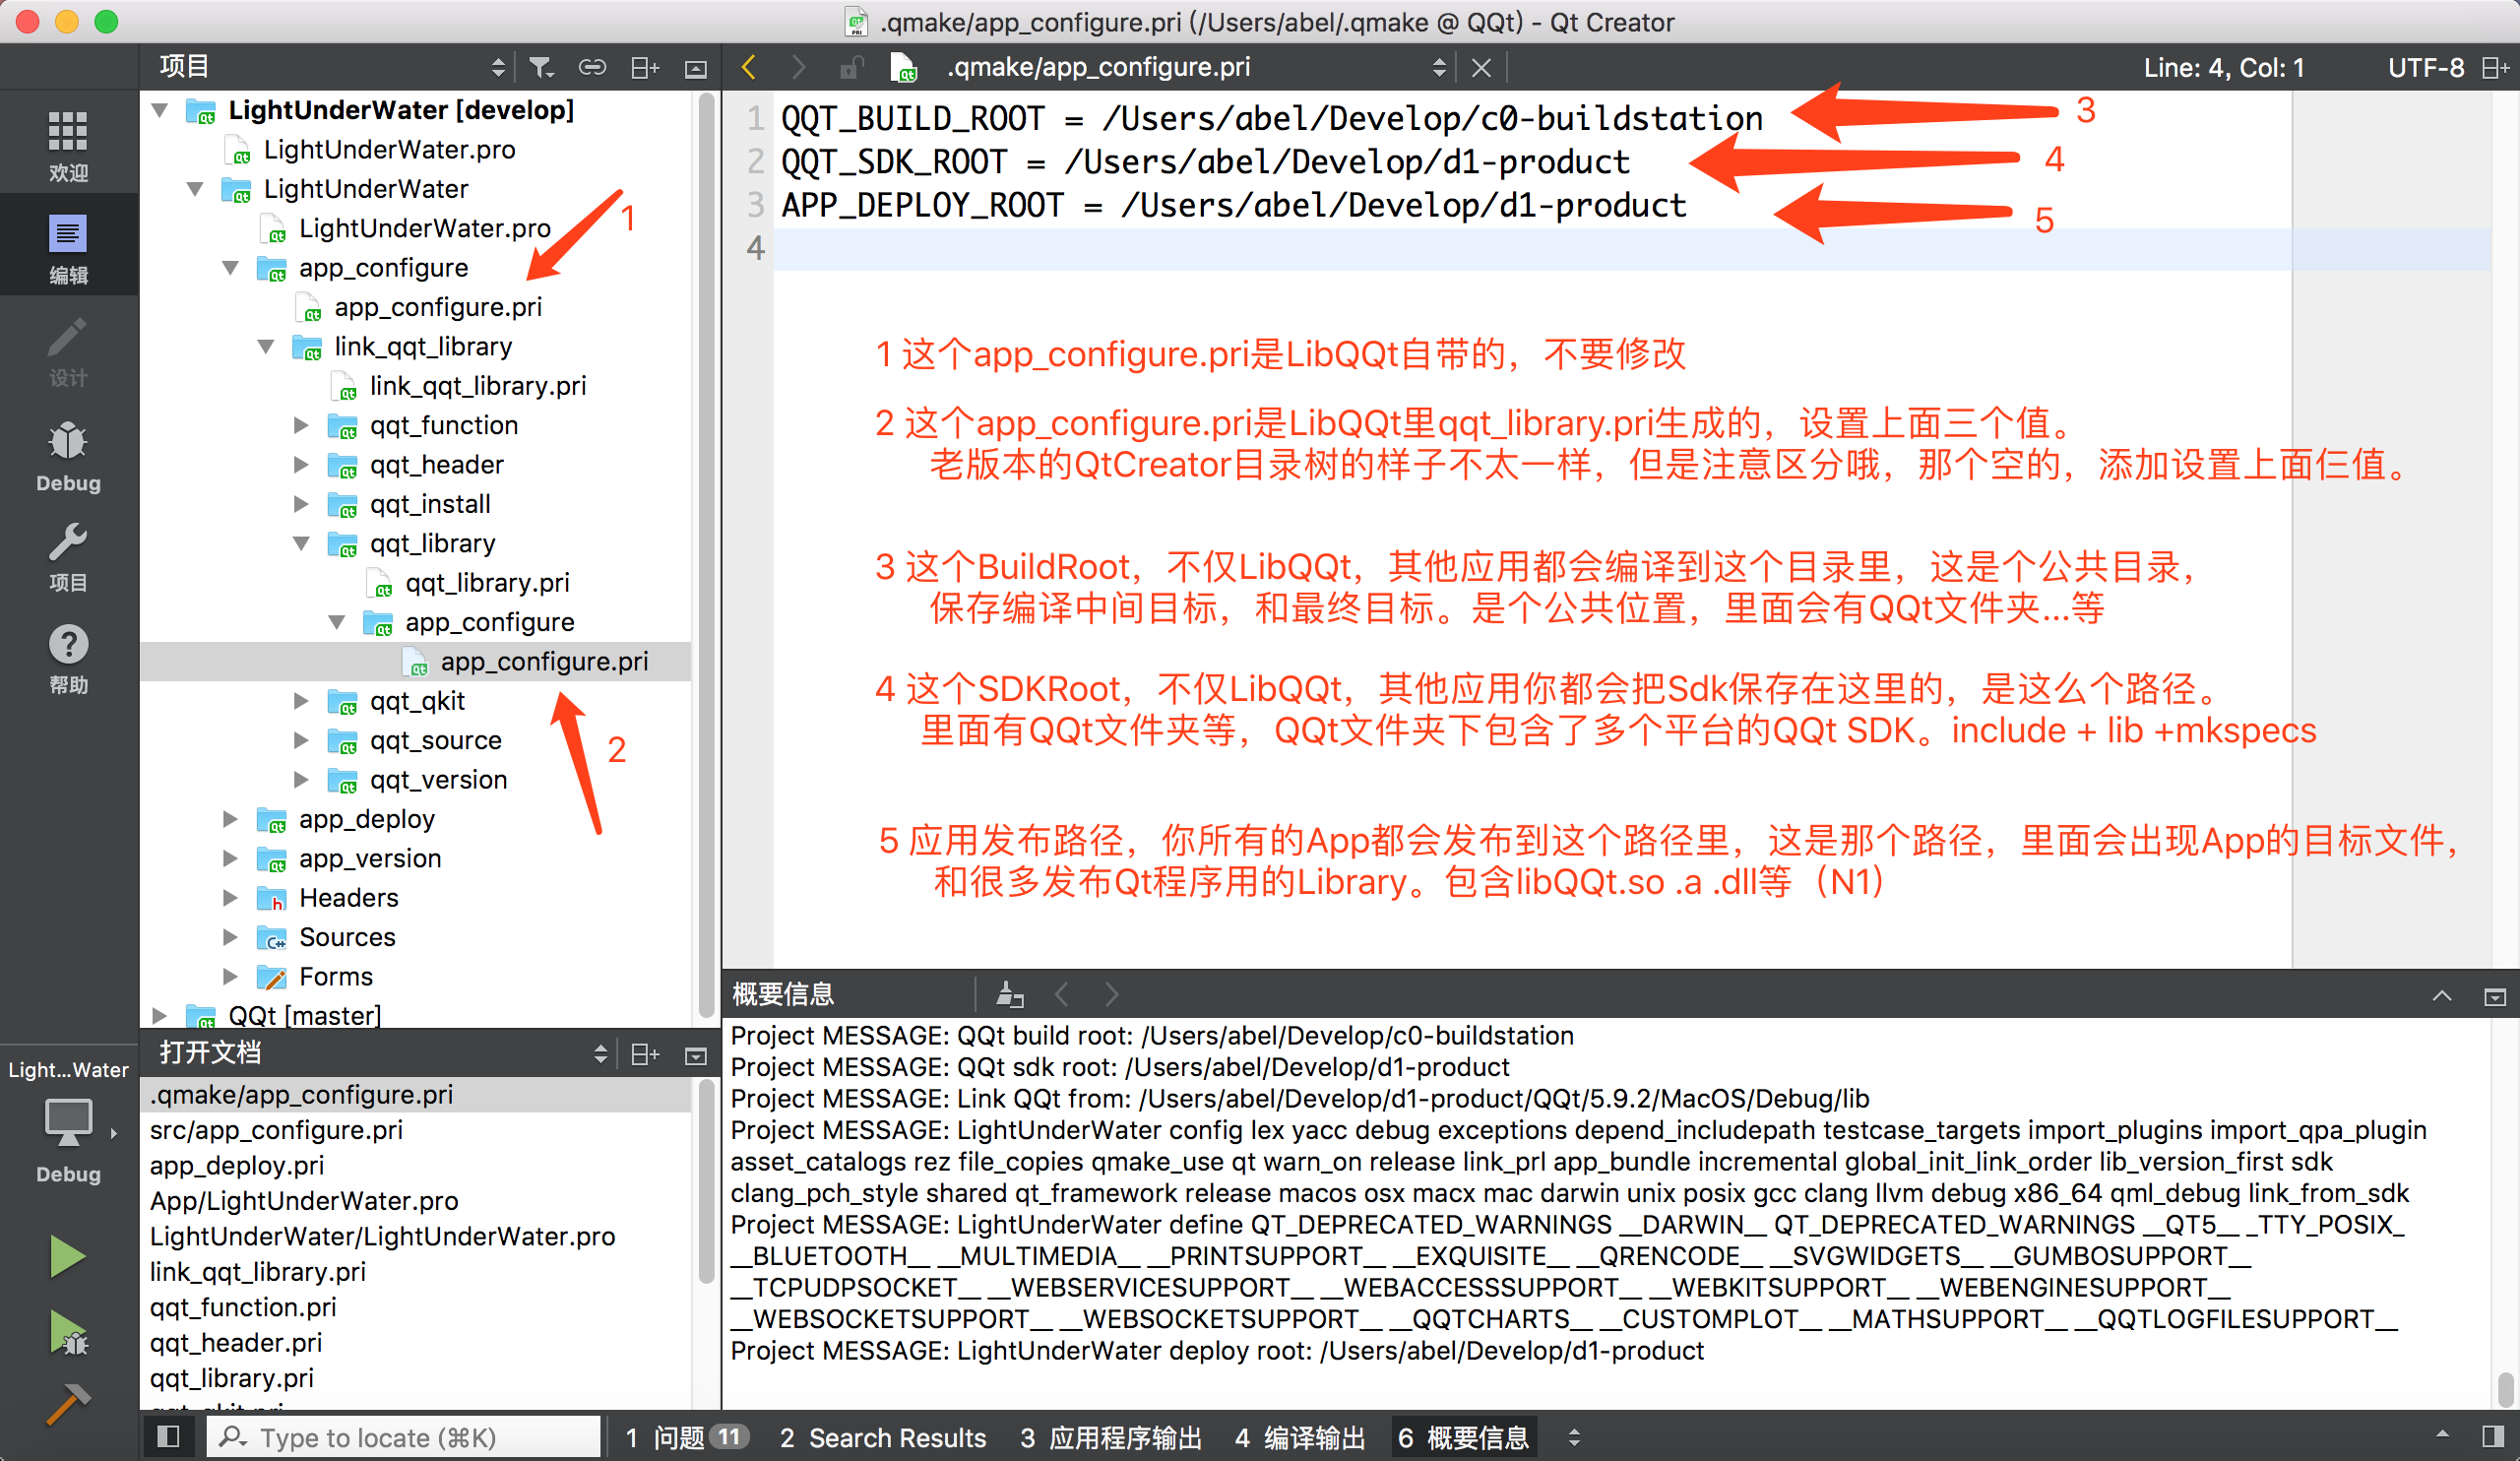 .qmake/app_configure.pri (/Users/abel/.qmake @ QQt) - Qt Creator
项目
.qmake/app_configure.pri
Line: 4, Col: 1
UTF-8
欢迎
编辑
设计
Debug
项目
帮助
Light...Water
Debug
LightUnderWater [develop]
LightUnderWater.pro
LightUnderWater
LightUnderWater.pro
app_configure
app_configure.pri
link_qqt_library
link_qqt_library.pri
qqt_function
qqt_header
qqt_install
qqt_library
qqt_library.pri
app_configure
app_configure.pri
qqt_qkit
qqt_source
qqt_version
app_deploy
app_version
Headers
Sources
Forms
QQt [master]
1
2
1 QQT_BUILD_ROOT = /Users/abel/Develop/c0-buildstation
3
2 QQT_SDK_ROOT = /Users/abel/Develop/d1-product
4
3 APP_DEPLOY_ROOT = /Users/abel/Develop/d1-product
5
4
1 这个app_configure.pri是LibQQt自带的，不要修改
2 这个app_configure.pri是LibQQt里qqt_library.pri生成的，设置上面三个值。
老版本的QtCreator目录树的样子不太一样，但是注意区分哦，那个空的，添加设置上面仨值。
3 这个BuildRoot，不仅LibQQt，其他应用都会编译到这个目录里，这是个公共目录，
保存编译中间目标，和最终目标。是个公共位置，里面会有QQt文件夹...等
4 这个SDKRoot，不仅LibQQt，其他应用你都会把Sdk保存在这里的，是这么个路径。
里面有QQt文件夹等，QQt文件夹下包含了多个平台的QQt SDK。include + lib +mkspecs
5 应用发布路径，你所有的App都会发布到这个路径里，这是那个路径，里面会出现App的目标文件，
和很多发布Qt程序用的Library。包含libQQt.so .a .dll等（N1）
打开文档
.qmake/app_configure.pri
src/app_configure.pri
app_deploy.pri
App/LightUnderWater.pro
LightUnderWater/LightUnderWater.pro
link_qqt_library.pri
qqt_function.pri
qqt_header.pri
qqt_library.pri
qqt_qkit.pri
概要信息
Project MESSAGE: QQt build root: /Users/abel/Develop/c0-buildstation
Project MESSAGE: QQt sdk root: /Users/abel/Develop/d1-product
Project MESSAGE: Link QQt from: /Users/abel/Develop/d1-product/QQt/5.9.2/MacOS/Debug/lib
Project MESSAGE: LightUnderWater config lex yacc debug exceptions depend_includepath testcase_targets import_plugins import_qpa_plugin
asset_catalogs rez file_copies qmake_use qt warn_on release link_prl app_bundle incremental global_init_link_order lib_version_first sdk
clang_pch_style shared qt_framework release macos osx macx mac darwin unix posix gcc clang llvm debug x86_64 qml_debug link_from_sdk
Project MESSAGE: LightUnderWater define QT_DEPRECATED_WARNINGS __DARWIN__ QT_DEPRECATED_WARNINGS __QT5__ _TTY_POSIX_
__BLUETOOTH__ __MULTIMEDIA__ __PRINTSUPPORT__ __EXQUISITE__ __QRENCODE__ __SVGWIDGETS__ __GUMBOSUPPORT__
__TCPUDPSOCKET__ __WEBSERVICESUPPORT__ __WEBACCESSSUPPORT__ __WEBKITSUPPORT__ __WEBENGINESUPPORT__
__WEBSOCKETSUPPORT__ __WEBSOCKETSUPPORT__ __QQTCHARTS__ __CUSTOMPLOT__ __MATHSUPPORT__ __QQTLOGFILESUPPORT__
Project MESSAGE: LightUnderWater deploy root: /Users/abel/Develop/d1-product
Type to locate (⌘K)
1 问题 11
2 Search Results
3 应用程序输出
4 编译输出
6 概要信息